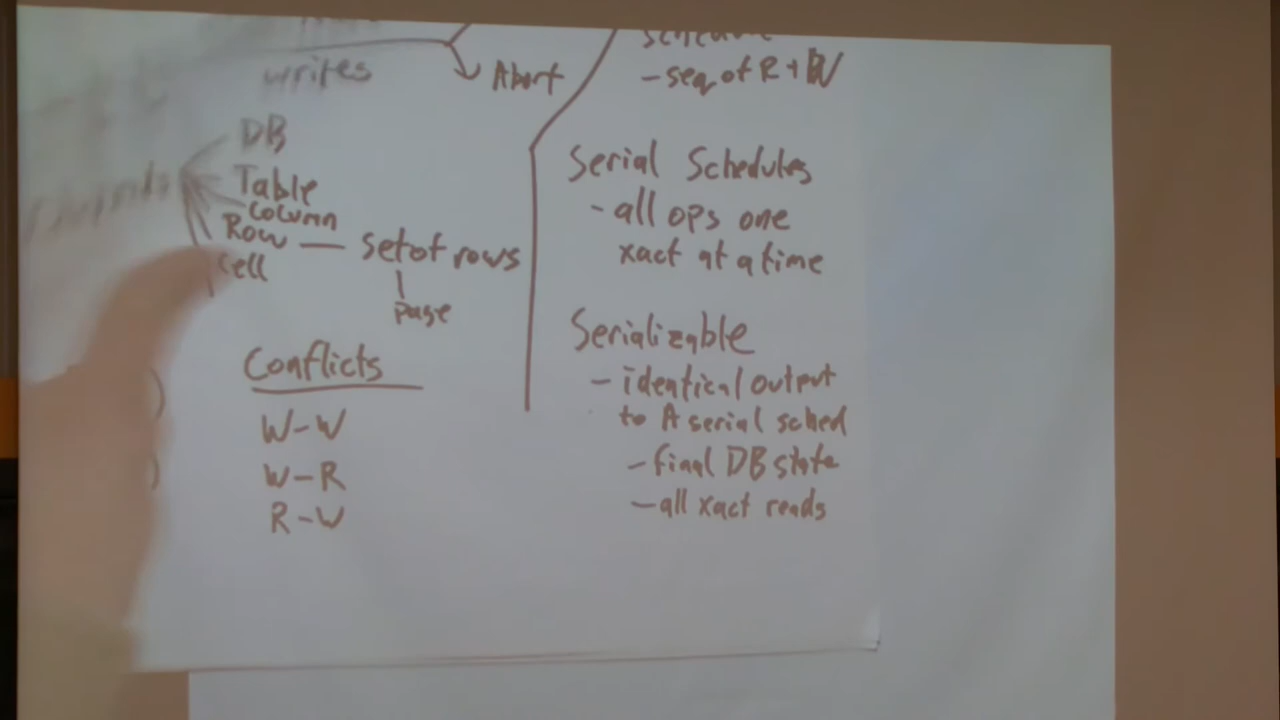 writes
Abort
DB
Table
Column
Row — set of rows
Cell
page
Conflicts
W-W
W-R
R-W
- seq of R + W
Serial Schedules
- all ops one
xact at a time
Serializable
- identical output
to A serial sched
- final DB state
- all xact reads